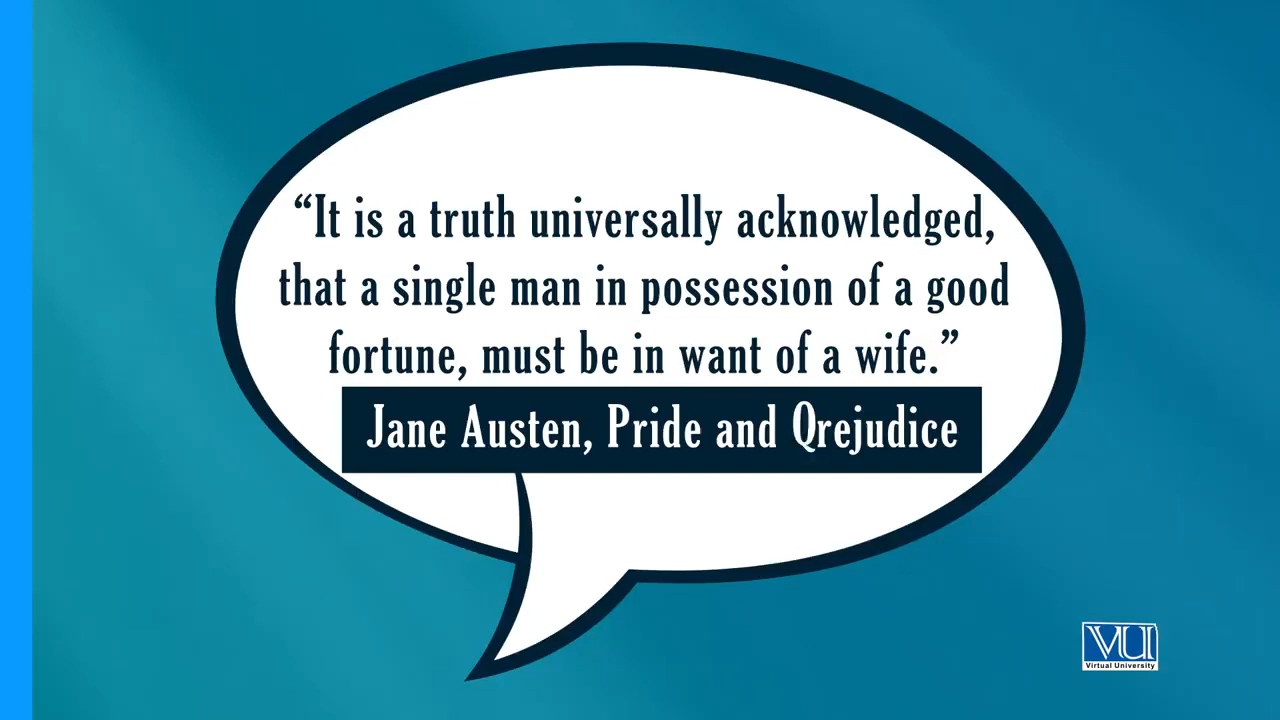 “It is a truth universally acknowledged,
that a single man in possession of a good
fortune, must be in want of a wife.”
Jane Austen, Pride and Qrejudice
VU
Virtual University